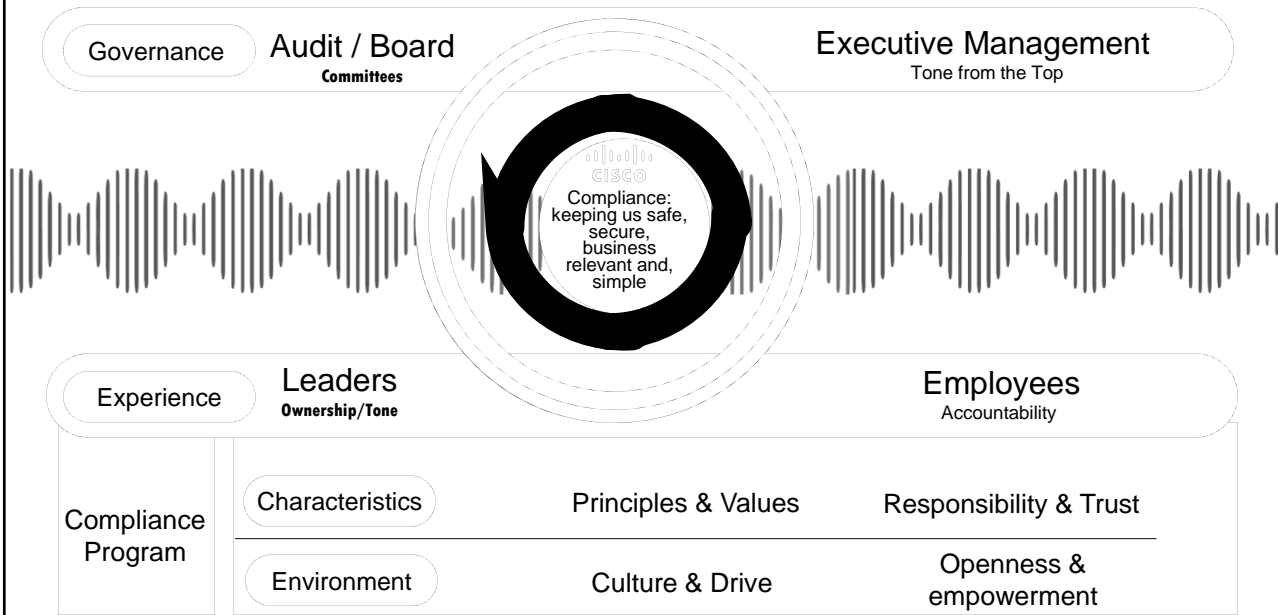 Governance
Audit / Board
Committees
Executive Management
Tone from the Top
CISCO
Compliance:
keeping us safe,
secure,
business
relevant and,
simple
Experience
Leaders
Ownership/Tone
Employees
Accountability
Compliance
Program
Characteristics
Principles & Values
Responsibility & Trust
Environment
Culture & Drive
Openness &
empowerment